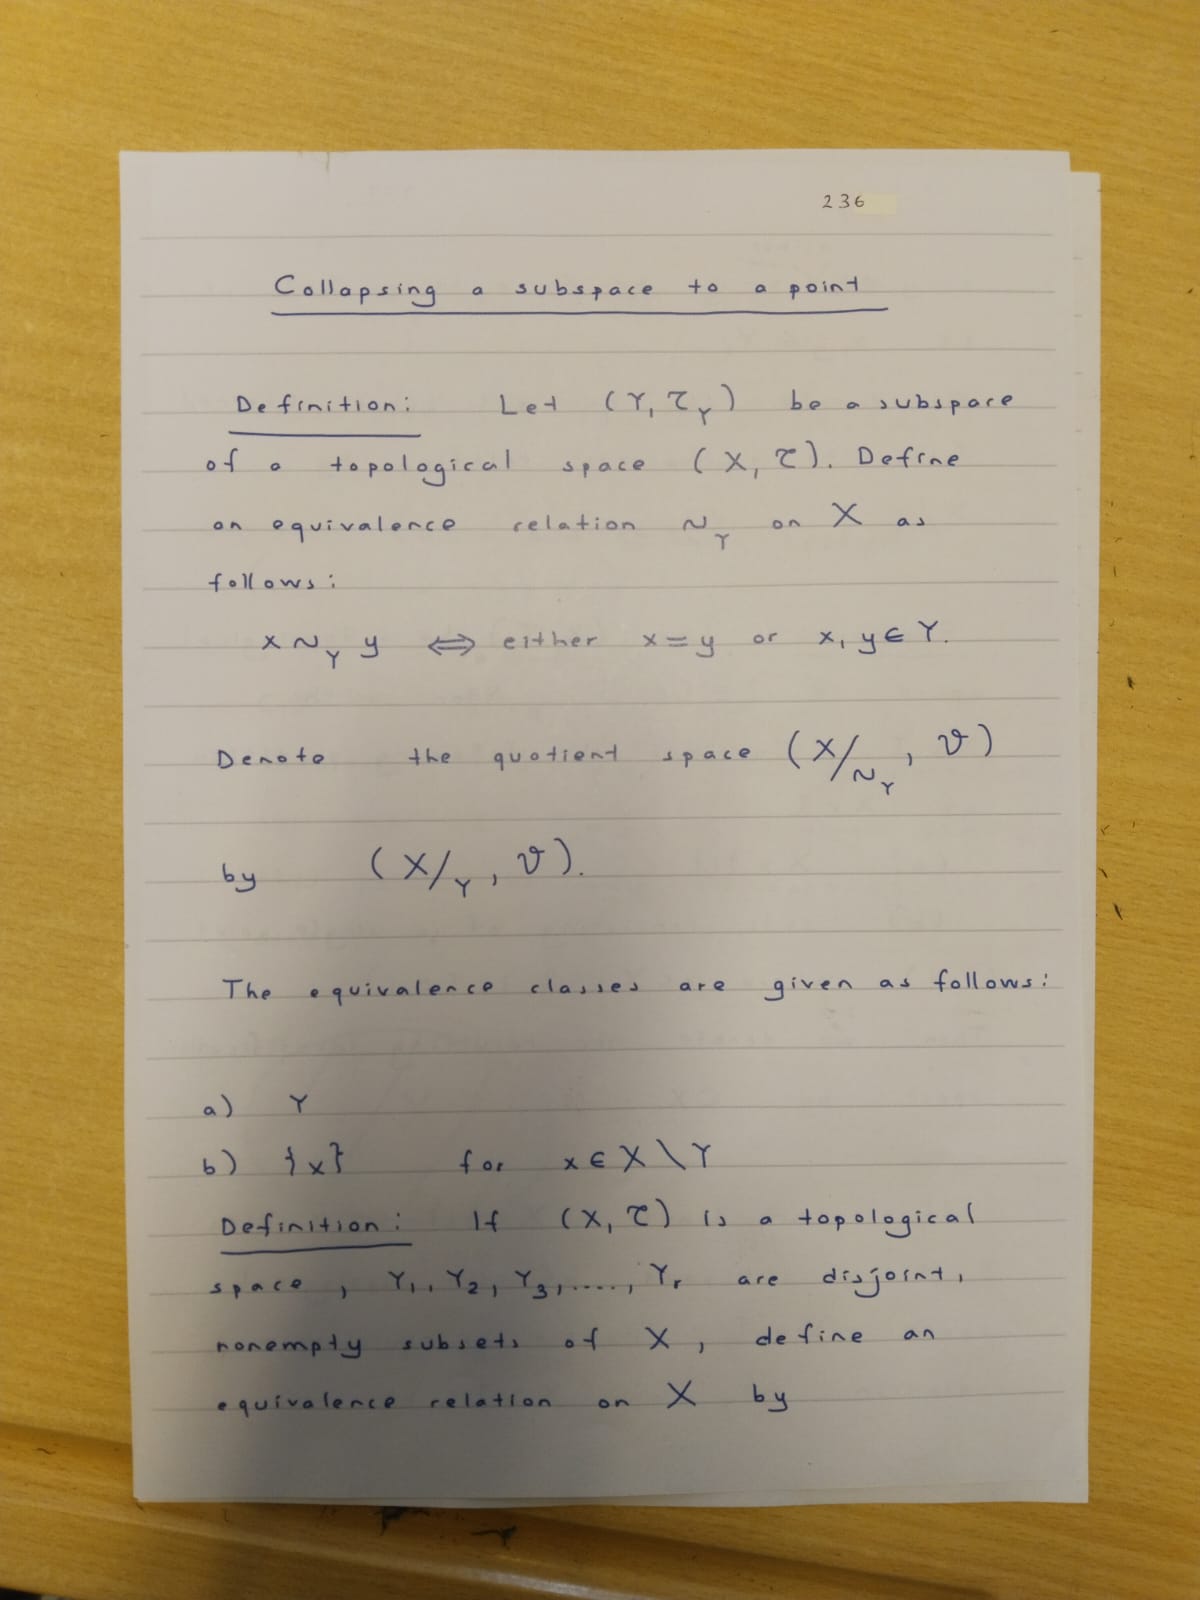 236
Collapsing a subspace to a point
Definition: Let (Y, τ_Y) be a subspace
of a topological space (X, τ). Define
an equivalence relation ~_Y on X as
follows:
x ~_Y y ⟺ either x = y or x, y ∈ Y.
Denote the quotient space (X/~_Y, ϑ)
by (X/Y, ϑ).
The equivalence classes are given as follows:
a) Y
b) {x} for x ∈ X \ Y
Definition: If (X, τ) is a topological
space, Y₁, Y₂, Y₃, ...., Yᵣ are disjoint,
nonempty subsets of X, define an
equivalence relation on X by